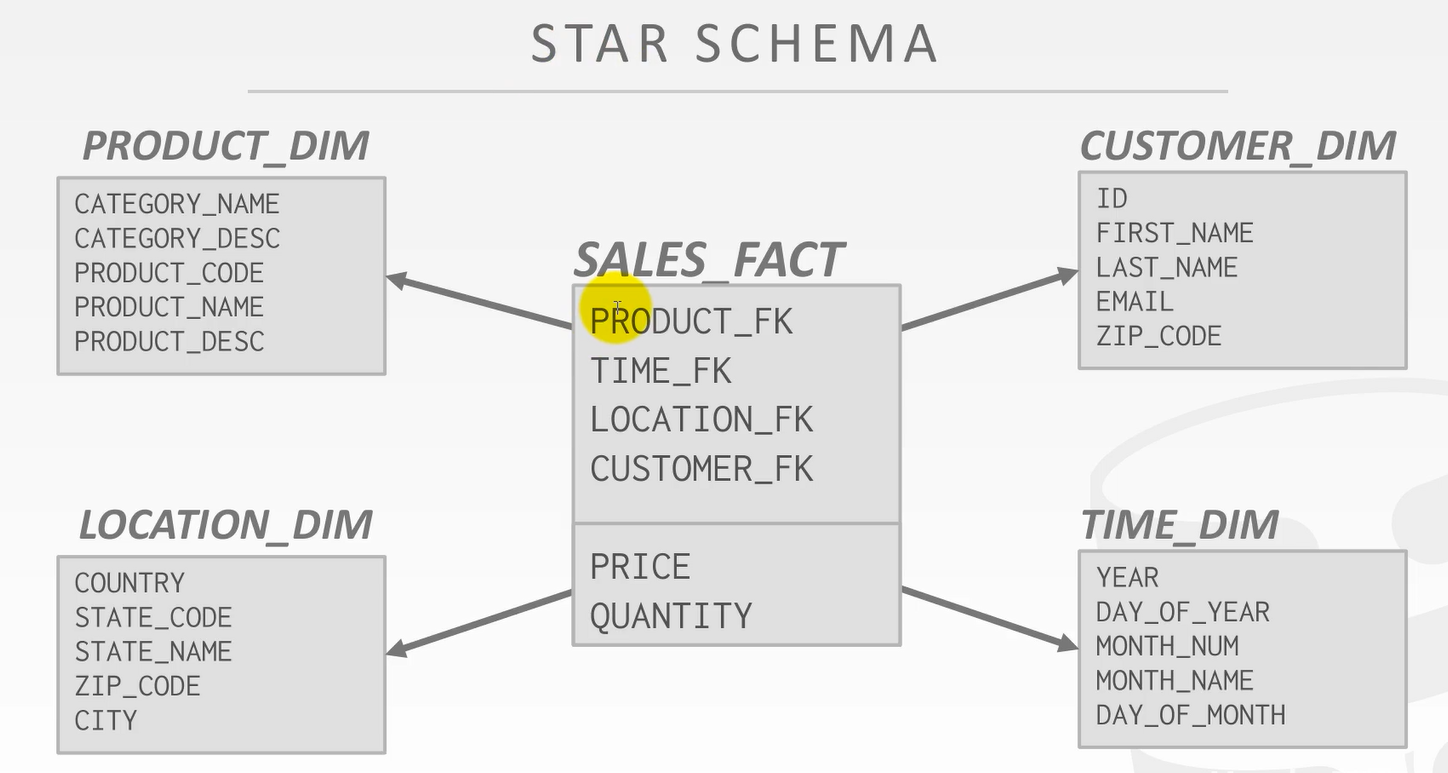 STAR SCHEMA
PRODUCT_DIM
CATEGORY_NAME
CATEGORY_DESC
PRODUCT_CODE
PRODUCT_NAME
PRODUCT_DESC
CUSTOMER_DIM
ID
FIRST_NAME
LAST_NAME
EMAIL
ZIP_CODE
SALES_FACT
PRODUCT_FK
TIME_FK
LOCATION_FK
CUSTOMER_FK
PRICE
QUANTITY
LOCATION_DIM
COUNTRY
STATE_CODE
STATE_NAME
ZIP_CODE
CITY
TIME_DIM
YEAR
DAY_OF_YEAR
MONTH_NUM
MONTH_NAME
DAY_OF_MONTH